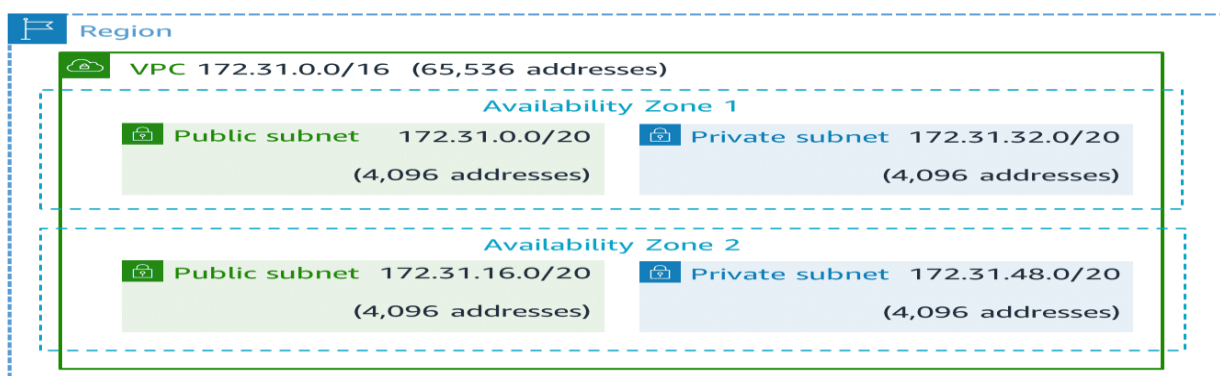 Region
VPC 172.31.0.0/16 (65,536 addresses)
Availability Zone 1
Public subnet 172.31.0.0/20
(4,096 addresses)
Private subnet 172.31.32.0/20
(4,096 addresses)
Availability Zone 2
Public subnet 172.31.16.0/20
(4,096 addresses)
Private subnet 172.31.48.0/20
(4,096 addresses)